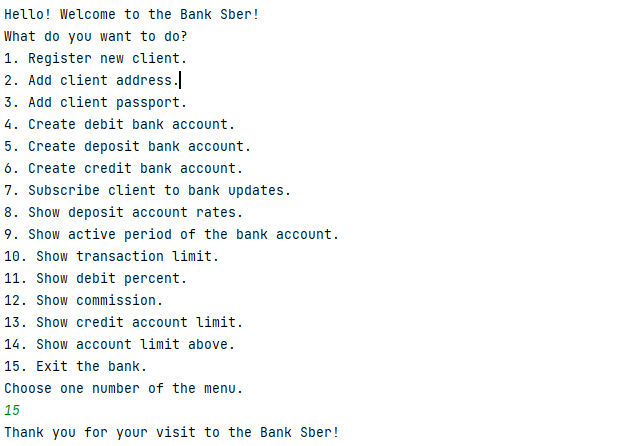 Hello! Welcome to the Bank Sber!
What do you want to do?
1. Register new client.
2. Add client address.
3. Add client passport.
4. Create debit bank account.
5. Create deposit bank account.
6. Create credit bank account.
7. Subscribe client to bank updates.
8. Show deposit account rates.
9. Show active period of the bank account.
10. Show transaction limit.
11. Show debit percent.
12. Show commission.
13. Show credit account limit.
14. Show account limit above.
15. Exit the bank.
Choose one number of the menu.
15
Thank you for your visit to the Bank Sber!